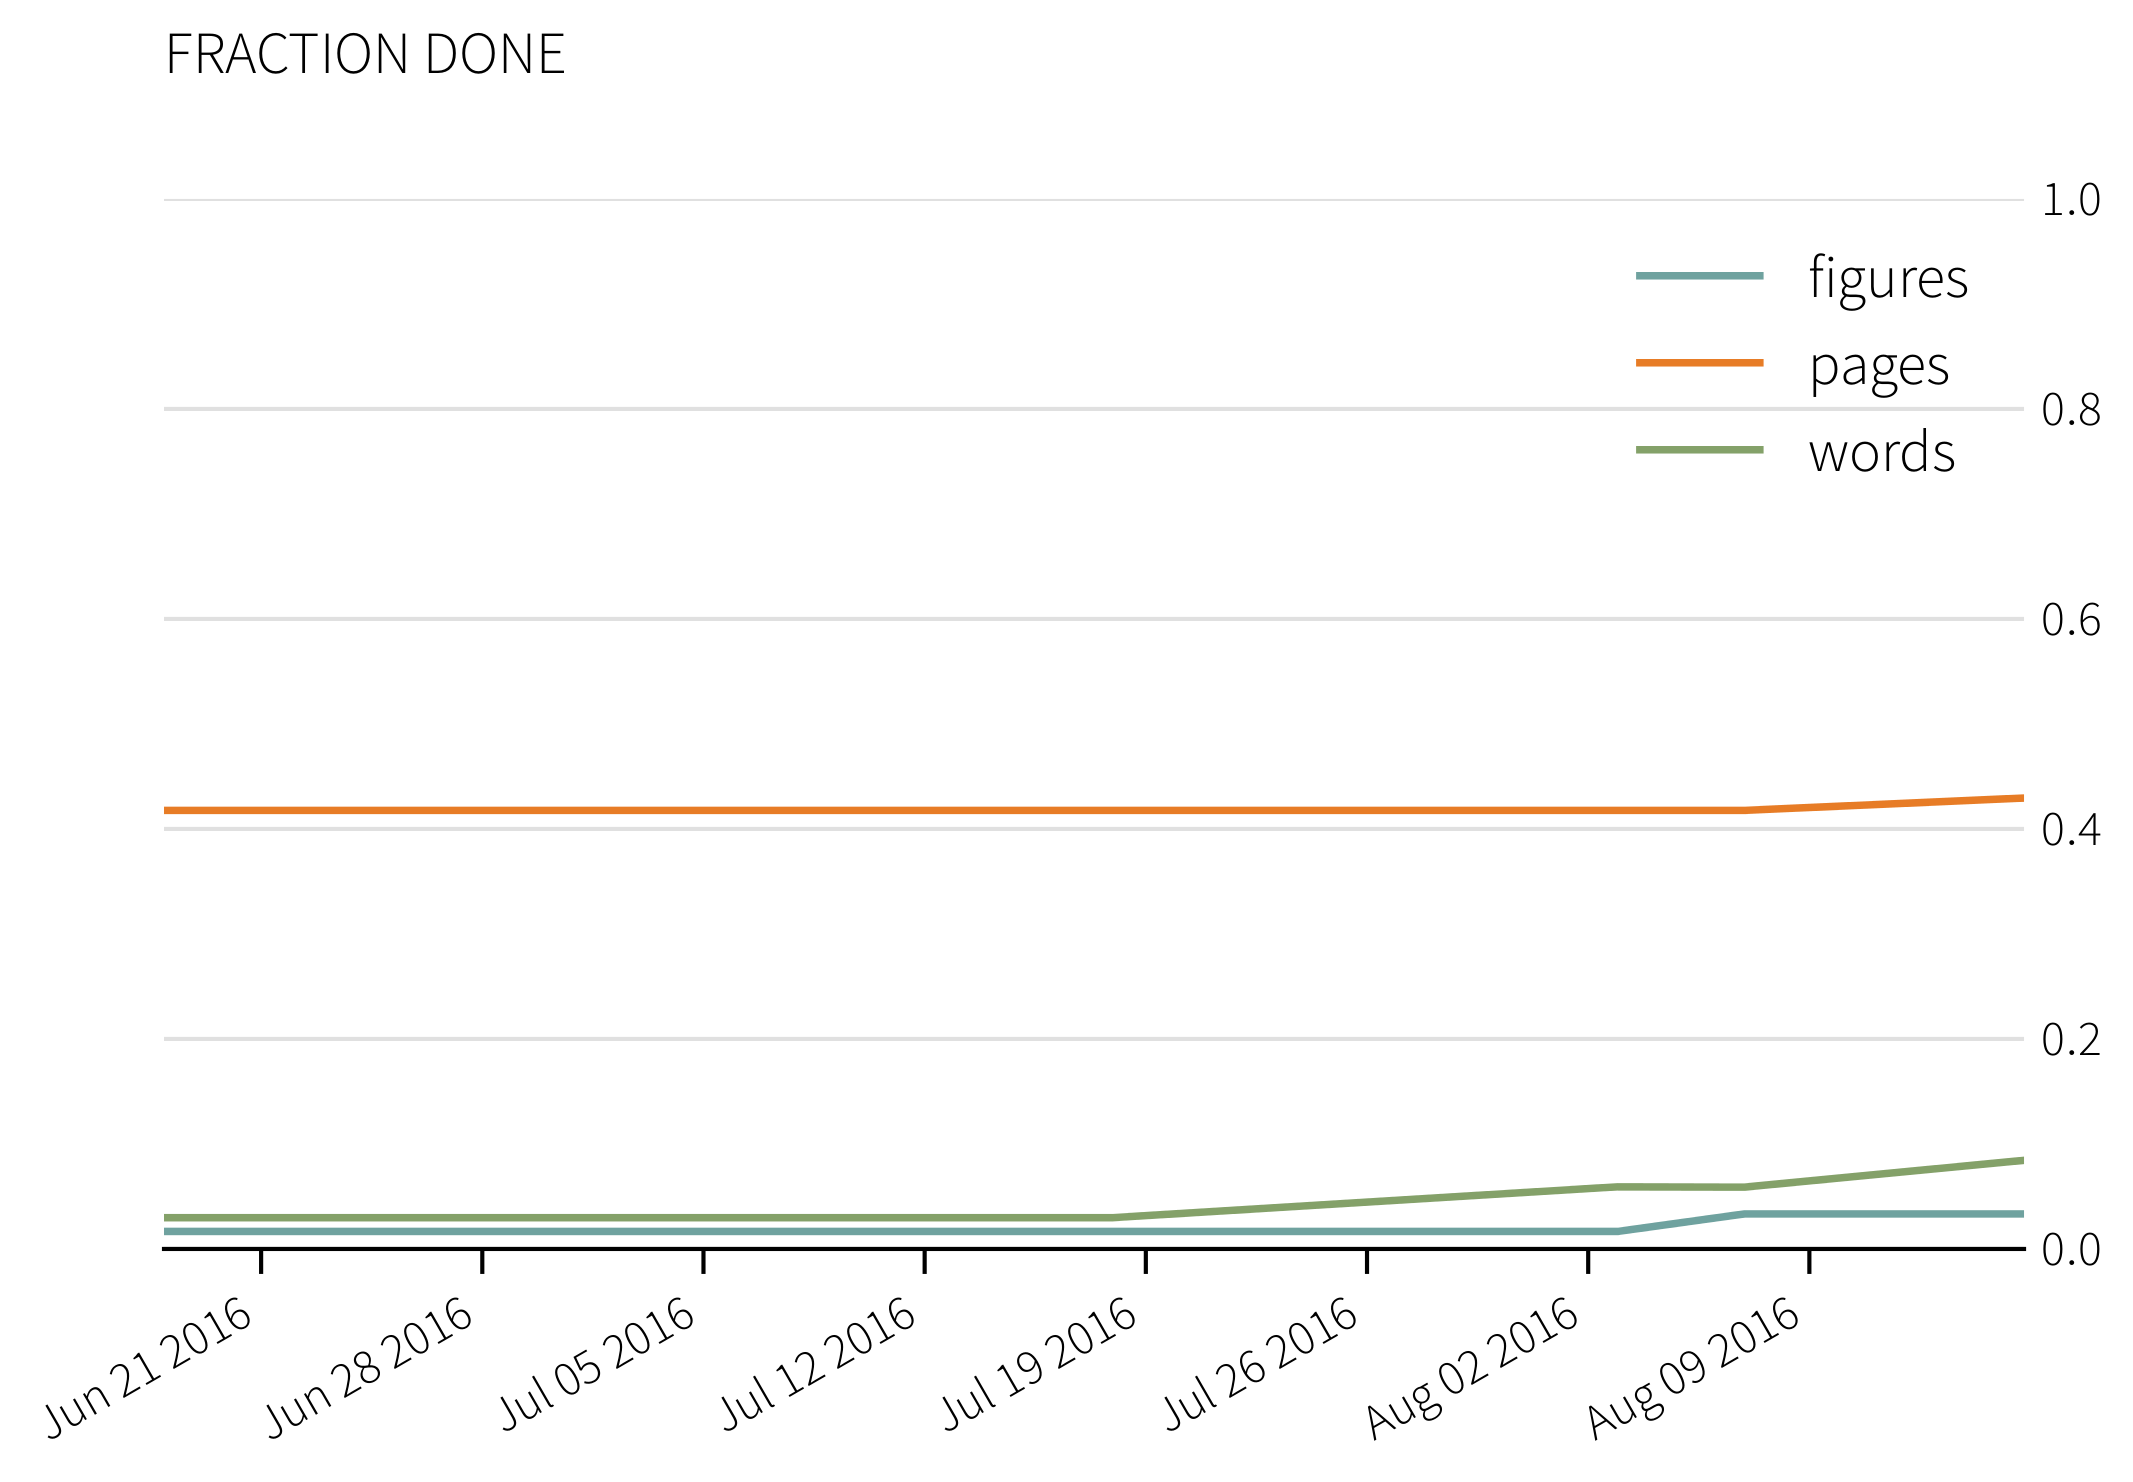 FRACTION DONE
1.0
figures
pages
0.8
words
0.6
0.4
0.2
0.0
Jun 21 2016
Jun 28 2016
Jul 05 2016
Jul 12 2016
Jul 19 2016
Jul 26 2016
Aug 02 2016
Aug 09 2016